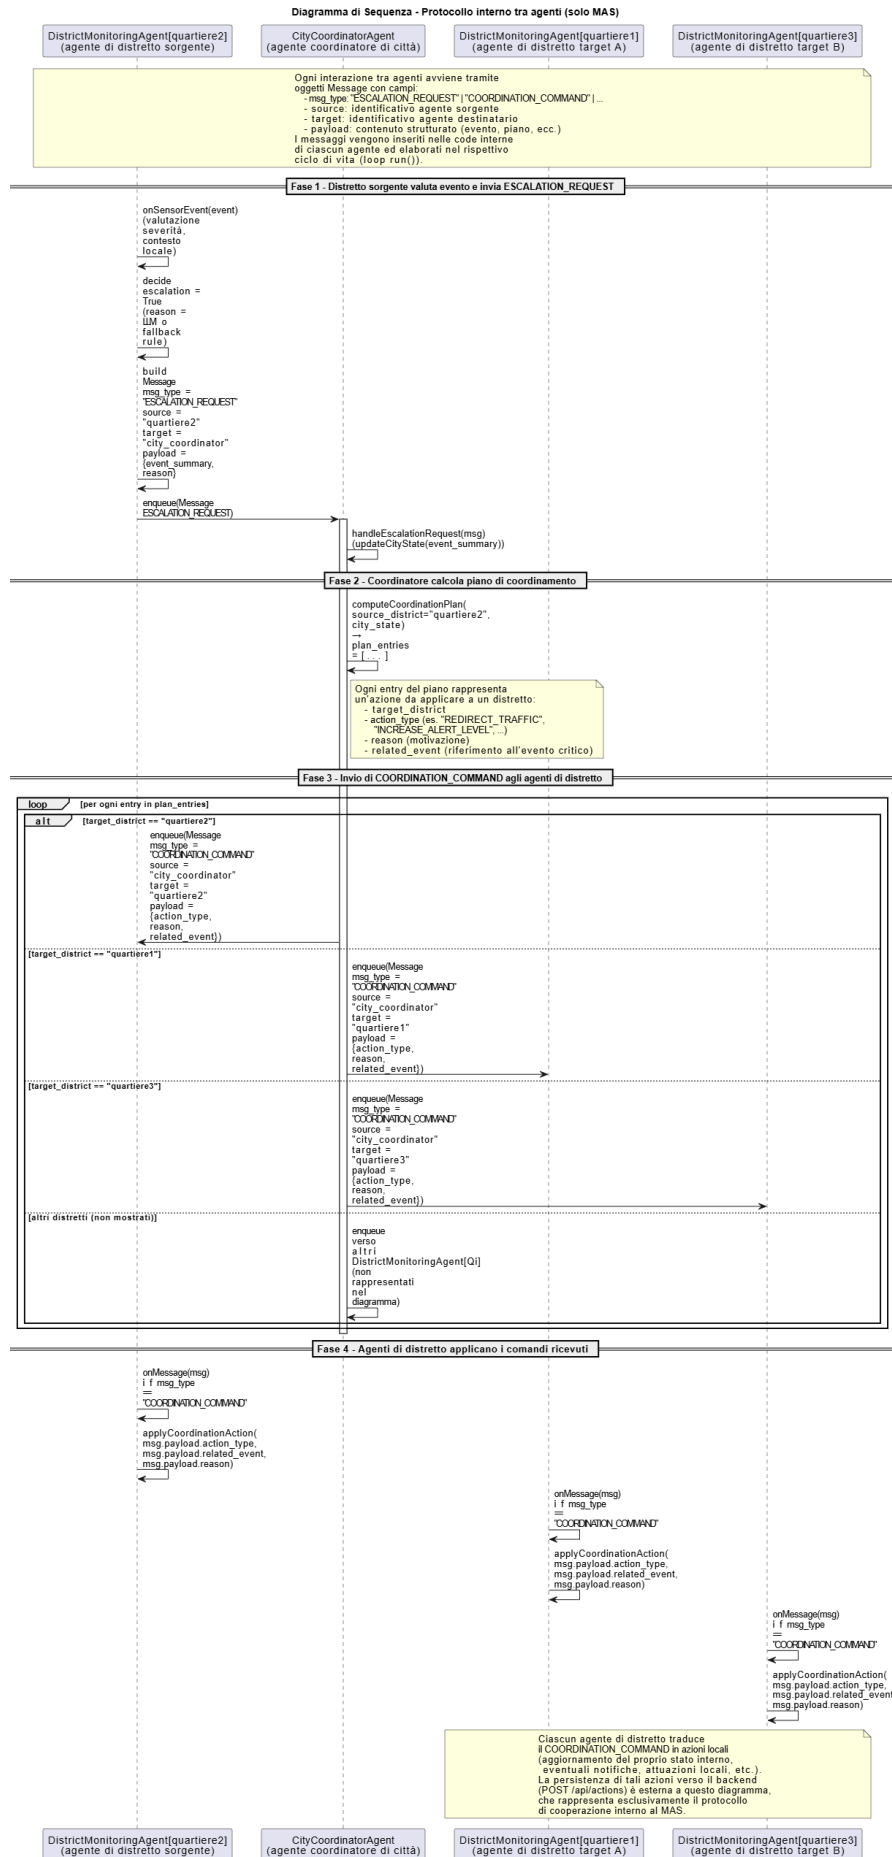 Diagramma di Sequenza - Protocollo interno tra agenti (solo MAS)
DistrictMonitoringAgent[quartiere2]
(agente di distretto sorgente)
CityCoordinatorAgent
(agente coordinatore di città)
DistrictMonitoringAgent[quartiere1]
(agente di distretto target A)
DistrictMonitoringAgent[quartiere3]
(agente di distretto target B)
Ogni interazione tra agenti avviene tramite
oggetti Message con campi:
- msg_type: "ESCALATION_REQUEST" | "COORDINATION_COMMAND" | ...
- source: identificativo agente sorgente
- target: identificativo agente destinatario
- payload: contenuto strutturato (evento, piano, ecc.)
I messaggi vengono inseriti nelle code interne
di ciascun agente ed elaborati nel rispettivo
ciclo di vita (loop run()).
Fase 1 - Distretto sorgente valuta evento e invia ESCALATION_REQUEST
onSensorEvent(event)
(valutazione
severità,
contesto
locale)
decide
escalation =
True
(reason =
LLM o
fallback
rule)
build
Message
msg_type =
"ESCALATION_REQUEST"
source =
"quartiere2"
target =
"city_coordinator"
payload =
{event_summary,
reason}
enqueue(Message
ESCALATION_REQUEST)
handleEscalationRequest(msg)
(updateCityState(event_summary))
Fase 2 - Coordinatore calcola piano di coordinamento
computeCoordinationPlan(
source_district="quartiere2",
city_state)
→
plan_entries
= [ . . . ]
Ogni entry del piano rappresenta
un'azione da applicare a un distretto:
- target_district
- action_type (es. "REDIRECT_TRAFFIC",
"INCREASE_ALERT_LEVEL", ...)
- reason (motivazione)
- related_event (riferimento all'evento critico)
Fase 3 - Invio di COORDINATION_COMMAND agli agenti di distretto
loop [per ogni entry in plan_entries]
alt [target_district == "quartiere2"]
enqueue(Message
msg_type =
"COORDINATION_COMMAND"
source =
"city_coordinator"
target =
"quartiere2"
payload =
{action_type,
reason,
related_event})
[target_district == "quartiere1"]
enqueue(Message
msg_type =
"COORDINATION_COMMAND"
source =
"city_coordinator"
target =
"quartiere1"
payload =
{action_type,
reason,
related_event})
[target_district == "quartiere3"]
enqueue(Message
msg_type =
"COORDINATION_COMMAND"
source =
"city_coordinator"
target =
"quartiere3"
payload =
{action_type,
reason,
related_event})
[altri distretti (non mostrati)]
enqueue
verso
altri
DistrictMonitoringAgent[Qi]
(non
rappresentati
nel
diagramma)
Fase 4 - Agenti di distretto applicano i comandi ricevuti
onMessage(msg)
if msg_type
==
"COORDINATION_COMMAND"
applyCoordinationAction(
msg.payload.action_type,
msg.payload.related_event,
msg.payload.reason)
onMessage(msg)
if msg_type
==
"COORDINATION_COMMAND"
applyCoordinationAction(
msg.payload.action_type,
msg.payload.related_event,
msg.payload.reason)
onMessage(msg)
if msg_type
==
"COORDINATION_COMMAND"
applyCoordinationAction(
msg.payload.action_type,
msg.payload.related_event
msg.payload.reason)
Ciascun agente di distretto traduce
il COORDINATION_COMMAND in azioni locali
(aggiornamento del proprio stato interno,
eventuali notifiche, attuazioni locali, etc.).
La persistenza di tali azioni verso il backend
(POST /api/actions) è esterna a questo diagramma,
che rappresenta esclusivamente il protocollo
di cooperazione interno al MAS.
DistrictMonitoringAgent[quartiere2]
(agente di distretto sorgente)
CityCoordinatorAgent
(agente coordinatore di città)
DistrictMonitoringAgent[quartiere1]
(agente di distretto target A)
DistrictMonitoringAgent[quartiere3]
(agente di distretto target B)